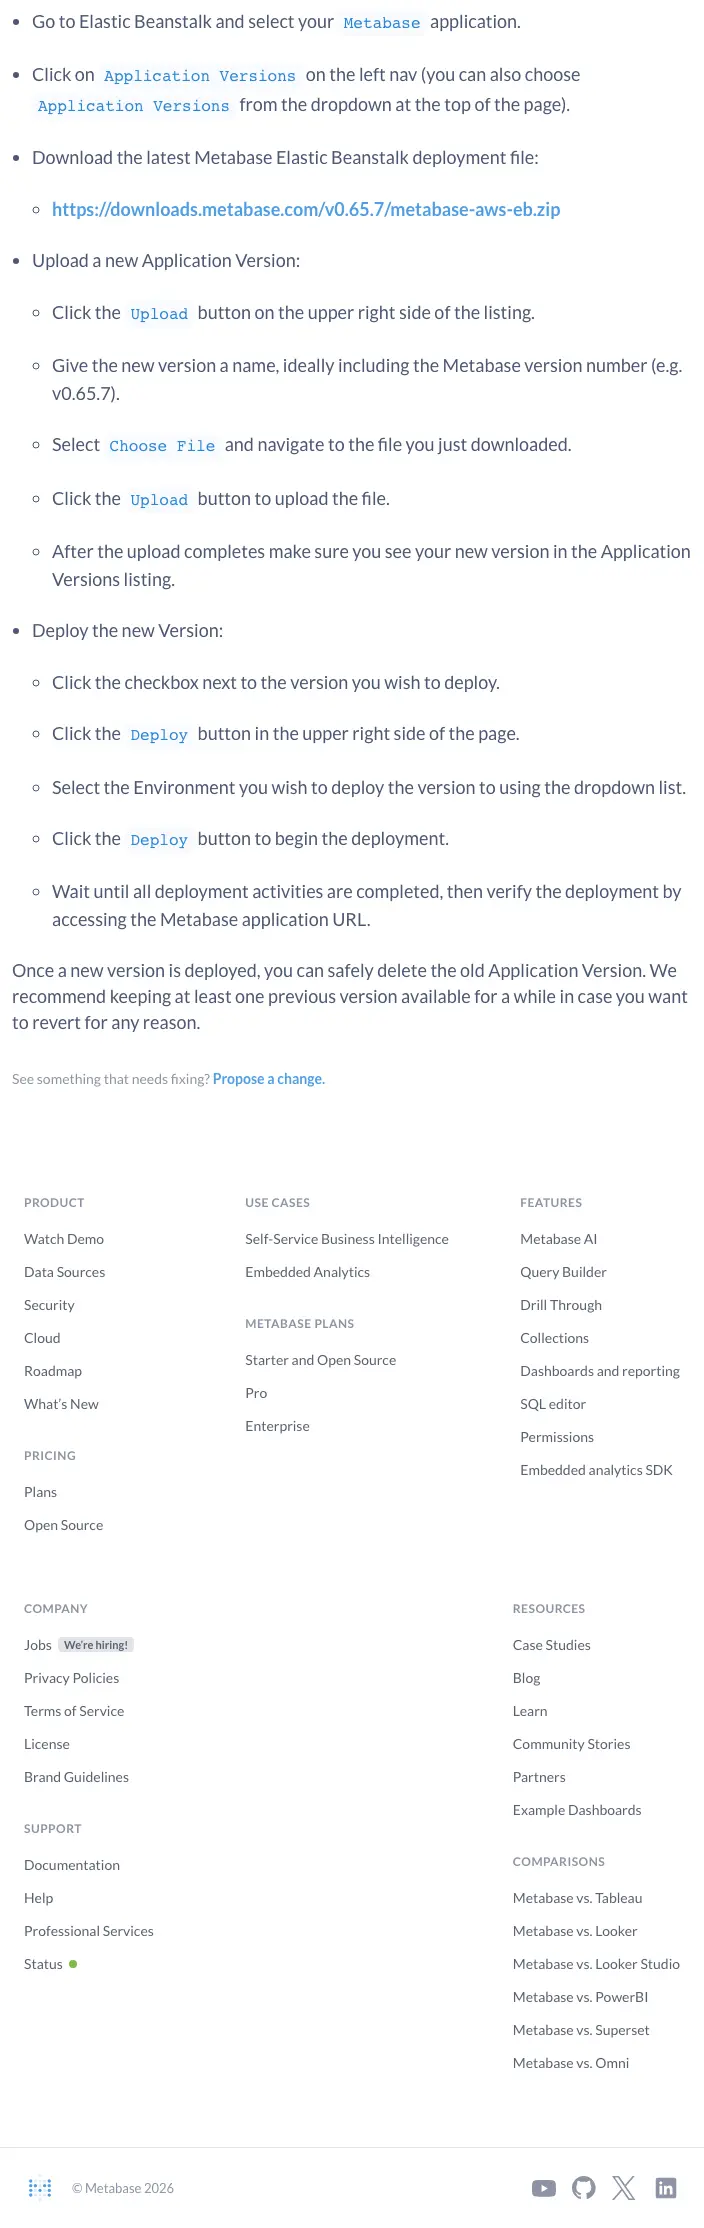 Go to Elastic Beanstalk and select your Metabase application.
Click on Application Versions on the left nav (you can also choose
Application Versions from the dropdown at the top of the page).
Download the latest Metabase Elastic Beanstalk deployment file:
https://downloads.metabase.com/v0.65.7/metabase-aws-eb.zip
Upload a new Application Version:
Click the Upload button on the upper right side of the listing.
Give the new version a name, ideally including the Metabase version number (e.g.
v0.65.7).
Select Choose File and navigate to the file you just downloaded.
Click the Upload button to upload the file.
After the upload completes make sure you see your new version in the Application
Versions listing.
Deploy the new Version:
Click the checkbox next to the version you wish to deploy.
Click the Deploy button in the upper right side of the page.
Select the Environment you wish to deploy the version to using the dropdown list.
Click the Deploy button to begin the deployment.
Wait until all deployment activities are completed, then verify the deployment by
accessing the Metabase application URL.
Once a new version is deployed, you can safely delete the old Application Version. We
recommend keeping at least one previous version available for a while in case you want
to revert for any reason.
See something that needs fixing? Propose a change.
PRODUCT
Watch Demo
Data Sources
Security
Cloud
Roadmap
What's New
PRICING
Plans
Open Source
USE CASES
Self-Service Business Intelligence
Embedded Analytics
METABASE PLANS
Starter and Open Source
Pro
Enterprise
FEATURES
Metabase AI
Query Builder
Drill Through
Collections
Dashboards and reporting
SQL editor
Permissions
Embedded analytics SDK
COMPANY
Jobs We're hiring!
Privacy Policies
Terms of Service
License
Brand Guidelines
SUPPORT
Documentation
Help
Professional Services
Status
RESOURCES
Case Studies
Blog
Learn
Community Stories
Partners
Example Dashboards
COMPARISONS
Metabase vs. Tableau
Metabase vs. Looker
Metabase vs. Looker Studio
Metabase vs. PowerBI
Metabase vs. Superset
Metabase vs. Omni
© Metabase 2026